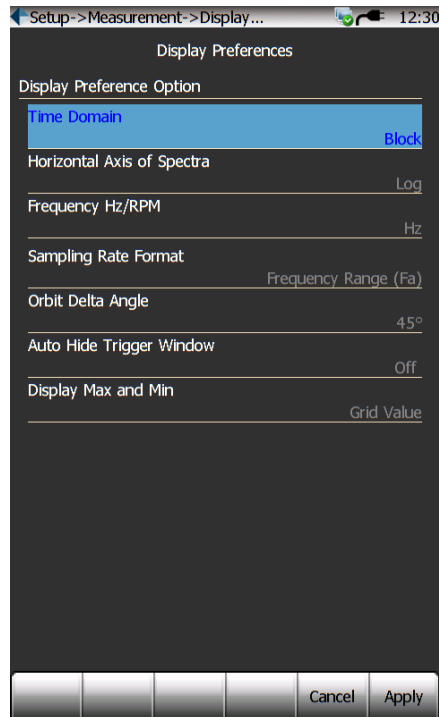 Setup->Measurement->Display... 12:30
Display Preferences
Display Preference Option
Time Domain
Block
Horizontal Axis of Spectra
Log
Frequency Hz/RPM
Hz
Sampling Rate Format
Frequency Range (Fa)
Orbit Delta Angle
45°
Auto Hide Trigger Window
Off
Display Max and Min
Grid Value
Cancel Apply